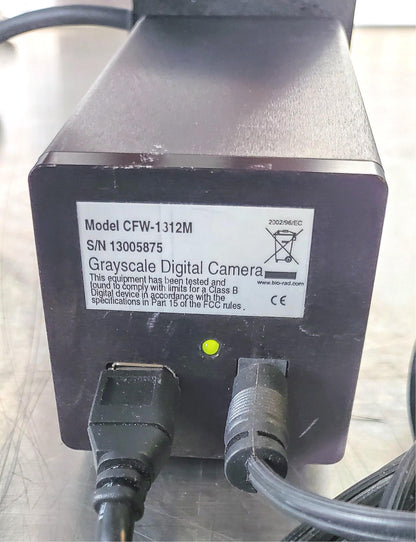 Model CFW-1312M
2002/96/EC
S/N 13005875
Grayscale Digital Camera
www.bio-rad.com
This equipment has been tested and
found to comply with limits for a Class B
Digital device in accordance with the
specifications in Part 15 of the FCC rules .
CE